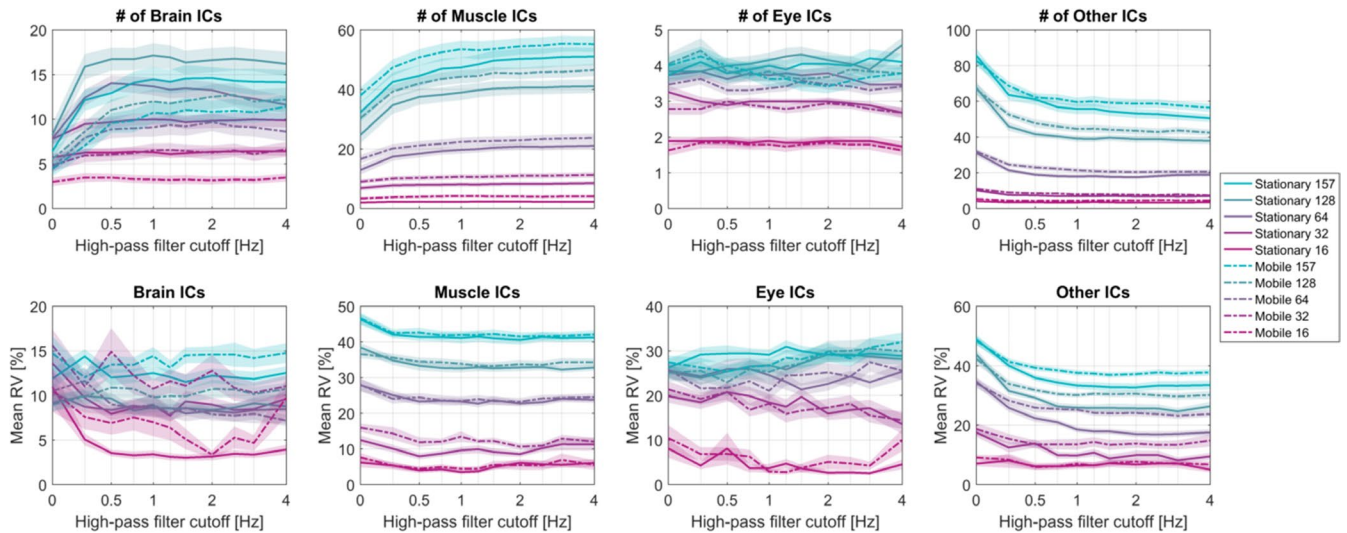 # of Brain ICs
20
15
10
5
0
0 0.5 1 2 4
High-pass filter cutoff [Hz]
# of Muscle ICs
60
40
20
0
0 0.5 1 2 4
High-pass filter cutoff [Hz]
# of Eye ICs
5
4
3
2
1
0
0 0.5 1 2 4
High-pass filter cutoff [Hz]
# of Other ICs
100
80
60
40
20
0
0 0.5 1 2 4
High-pass filter cutoff [Hz]
Stationary 157
Stationary 128
Stationary 64
Stationary 32
Stationary 16
Mobile 157
Mobile 128
Mobile 64
Mobile 32
Mobile 16
Brain ICs
Mean RV [%]
20
15
10
5
0
0 0.5 1 2 4
High-pass filter cutoff [Hz]
Muscle ICs
Mean RV [%]
50
40
30
20
10
0
0 0.5 1 2 4
High-pass filter cutoff [Hz]
Eye ICs
Mean RV [%]
40
30
20
10
0
0 0.5 1 2 4
High-pass filter cutoff [Hz]
Other ICs
Mean RV [%]
60
40
20
0
0 0.5 1 2 4
High-pass filter cutoff [Hz]